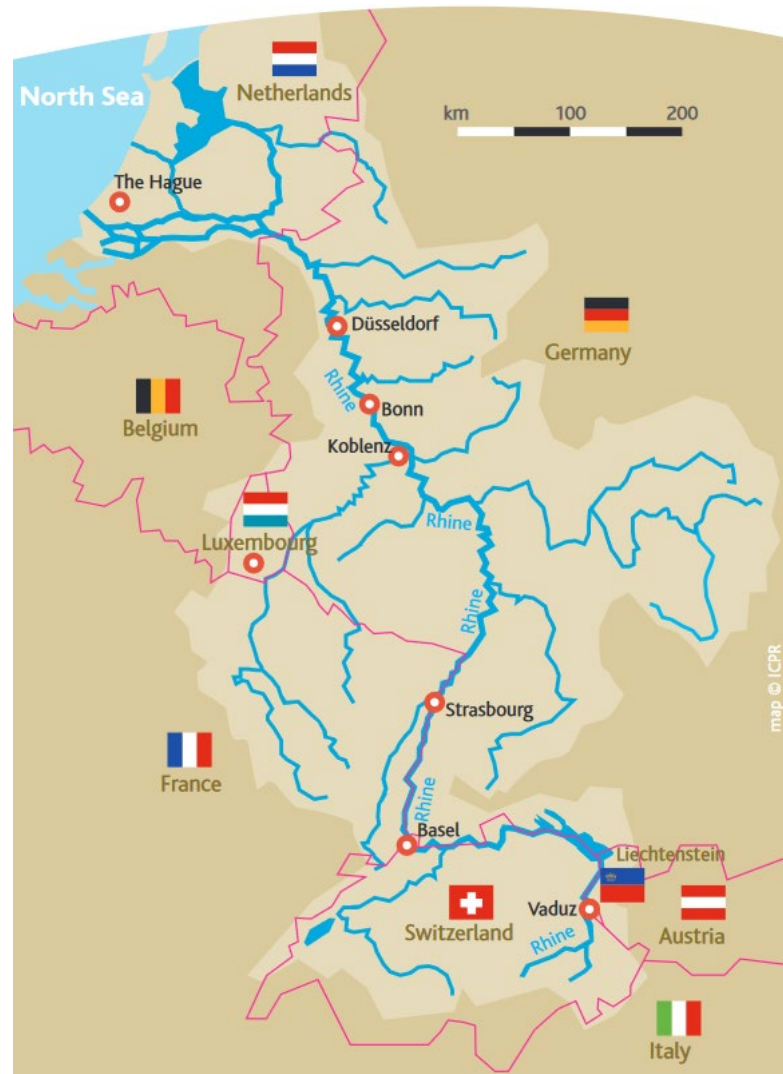 North Sea
Netherlands
km 100 200
The Hague
Düsseldorf
Germany
Rhine
Bonn
Belgium
Koblenz
Rhine
Luxembourg
Rhine
map © ICPR
Strasbourg
France
Rhine
Basel
Liechtenstein
Vaduz
Switzerland
Rhine
Austria
Italy